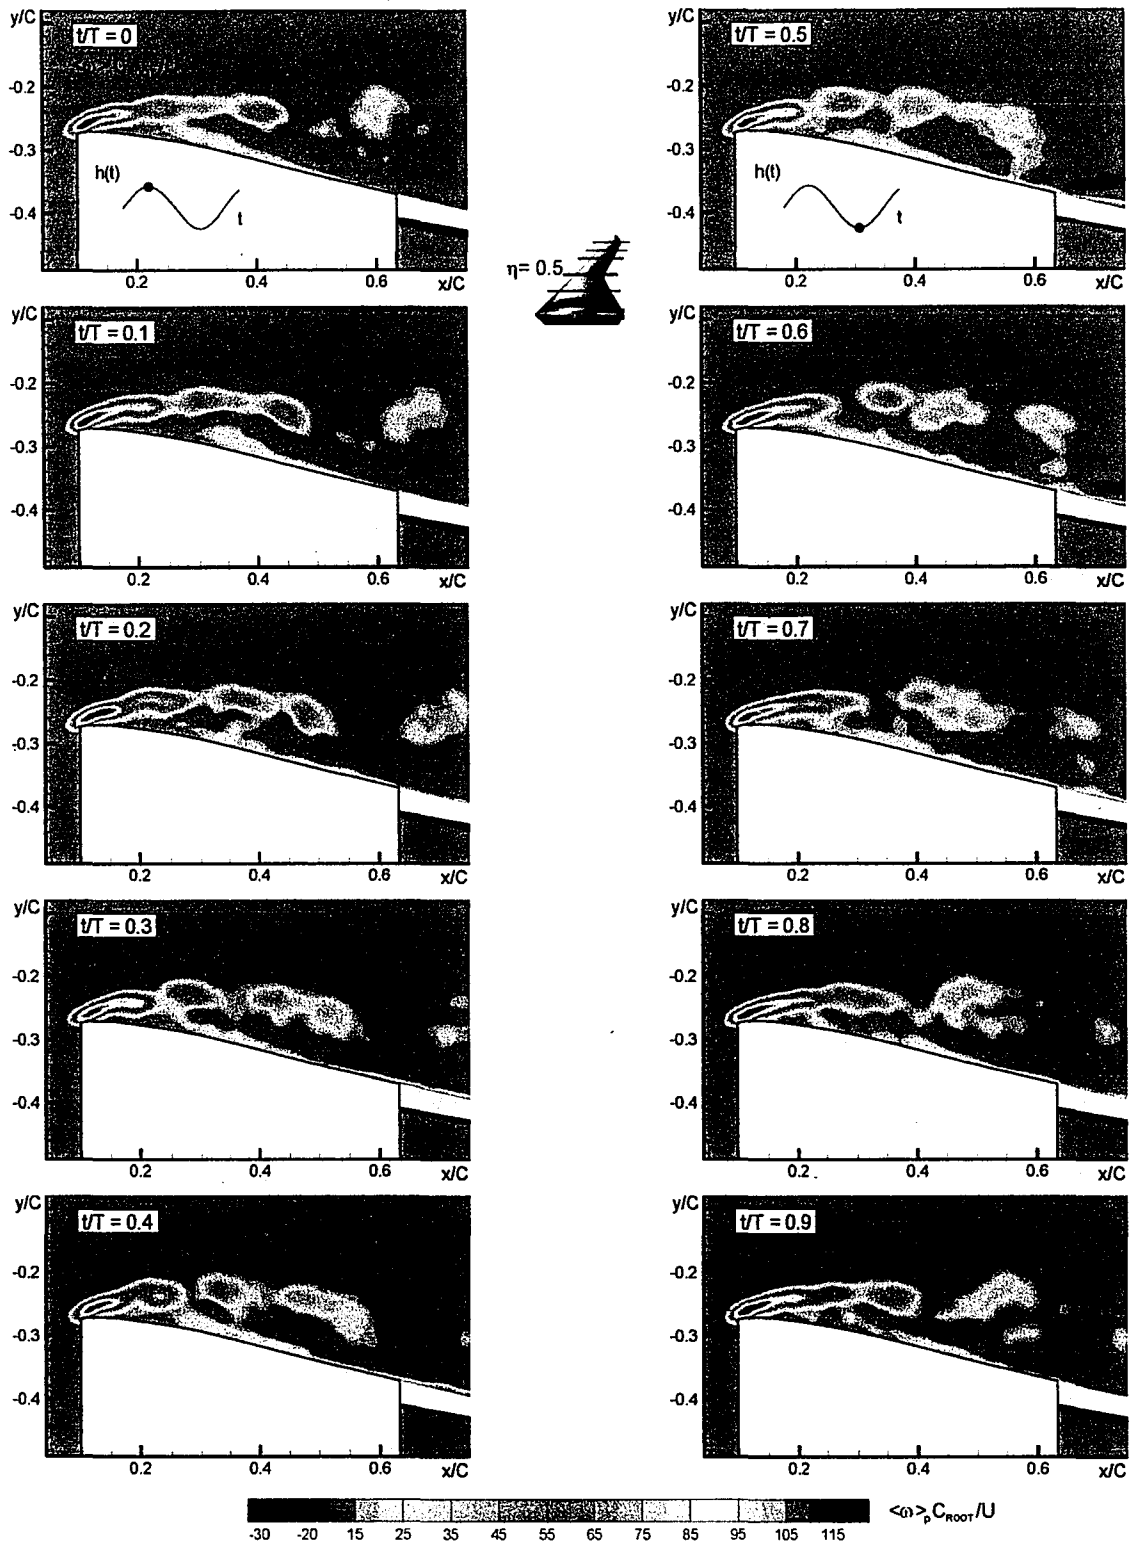 y/C
t/T = 0
-0.2
-0.3
h(t)
-0.4
t
0.2
0.4
0.6
x/C
y/C
t/T = 0.5
-0.2
-0.3
h(t)
-0.4
t
0.2
0.4
0.6
x/C
η = 0.5
y/C
t/T = 0.1
-0.2
-0.3
-0.4
0.2
0.4
0.6
x/C
y/C
t/T = 0.6
-0.2
-0.3
-0.4
0.2
0.4
0.6
x/C
y/C
t/T = 0.2
-0.2
-0.3
-0.4
0.2
0.4
0.6
x/C
y/C
t/T = 0.7
-0.2
-0.3
-0.4
0.2
0.4
0.6
x/C
y/C
t/T = 0.3
-0.2
-0.3
-0.4
0.2
0.4
0.6
x/C
y/C
t/T = 0.8
-0.2
-0.3
-0.4
0.2
0.4
0.6
x/C
y/C
t/T = 0.4
-0.2
-0.3
-0.4
0.2
0.4
0.6
x/C
y/C
t/T = 0.9
-0.2
-0.3
-0.4
0.2
0.4
0.6
x/C
<ω>p CROOT/U
-30 -20 15 25 35 45 55 65 75 85 95 105 115